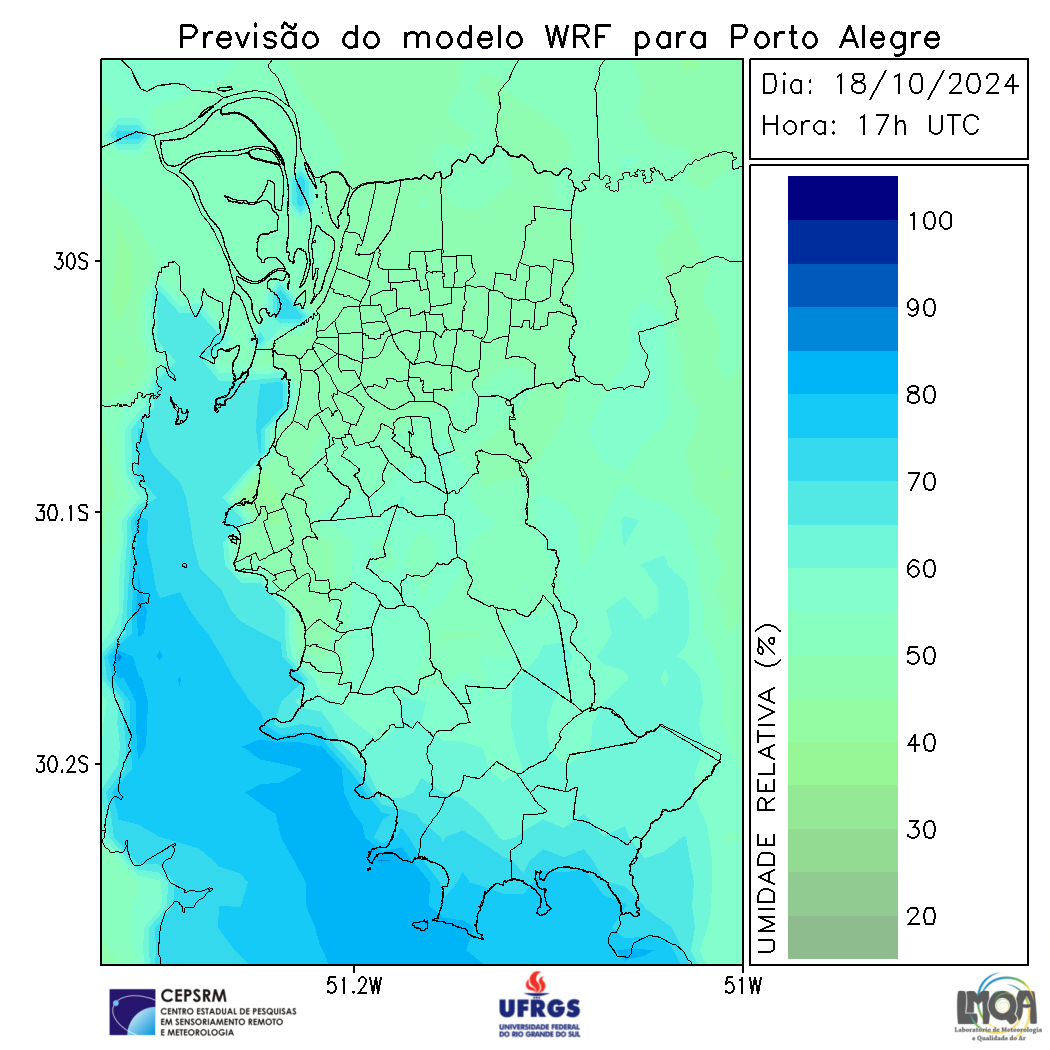 Previsão do modelo WRF para Porto Alegre
Dia: 18/10/2024
Hora: 17h UTC
30S
30.1S
30.2S
51.2W
51W
100
90
80
70
60
50
40
30
20
UMIDADE RELATIVA (%)
CEPSRM
CENTRO ESTADUAL DE PESQUISAS
EM SENSORIAMENTO REMOTO
E METEOROLOGIA
UFRGS
UNIVERSIDADE FEDERAL
DO RIO GRANDE DO SUL
LMQA
Laboratório de Meteorologia
e Qualidade do Ar